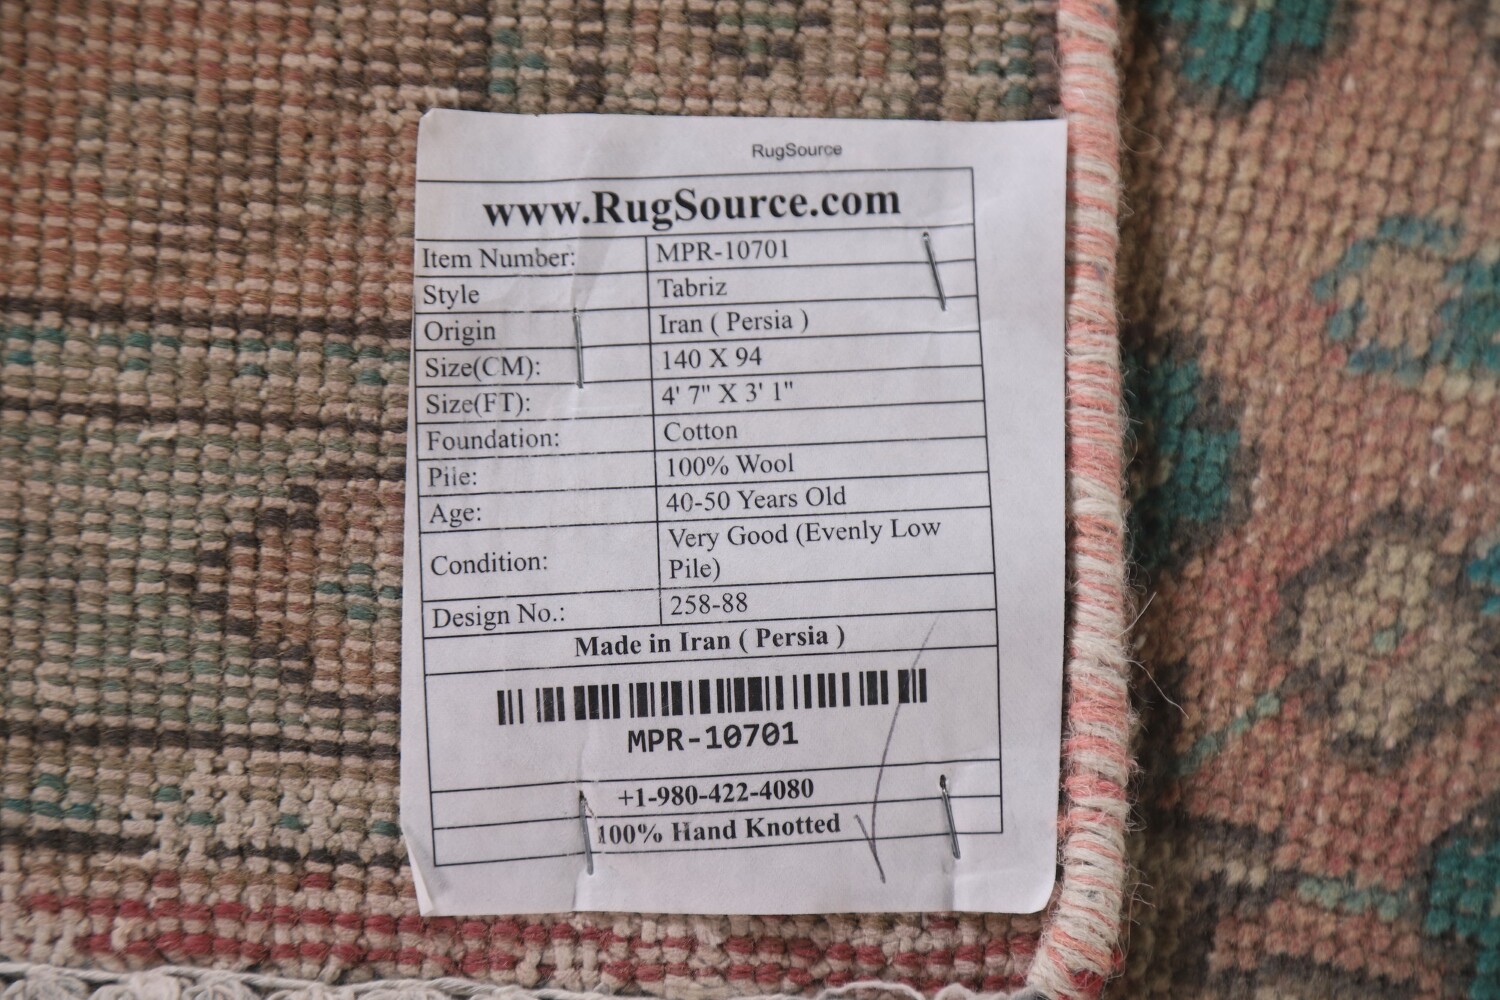 RugSource
www.RugSource.com
Item Number: MPR-10701
Style Tabriz
Origin Iran ( Persia )
Size(CM): 140 X 94
Size(FT): 4' 7" X 3' 1"
Foundation: Cotton
Pile: 100% Wool
Age: 40-50 Years Old
Condition: Very Good (Evenly Low
Pile)
Design No.: 258-88
Made in Iran ( Persia )
MPR-10701
+1-980-422-4080
100% Hand Knotted